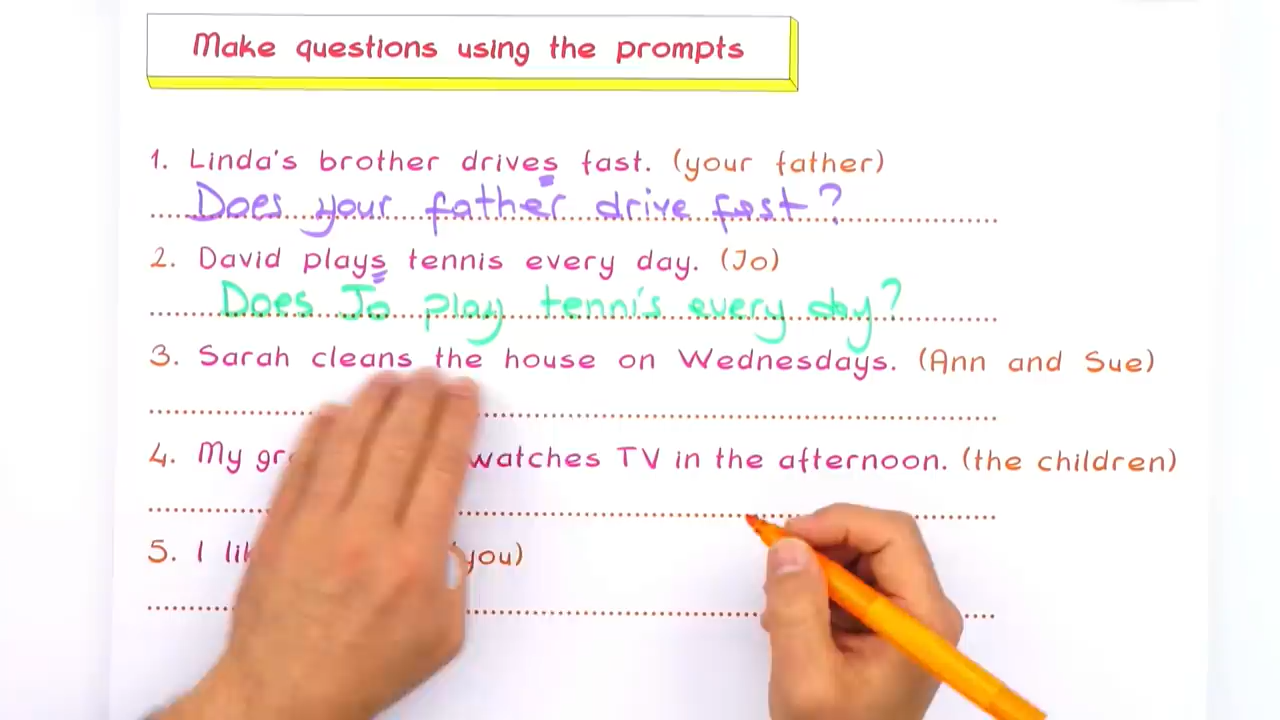 Make questions using the prompts
1. Linda's brother drives fast. (your father)
Does your father drive fast?
2. David plays tennis every day. (Jo)
Does Jo play tennis every day?
3. Sarah cleans the house on Wednesdays. (Ann and Sue)
4. My watches TV in the afternoon. (the children)
5. I (you)